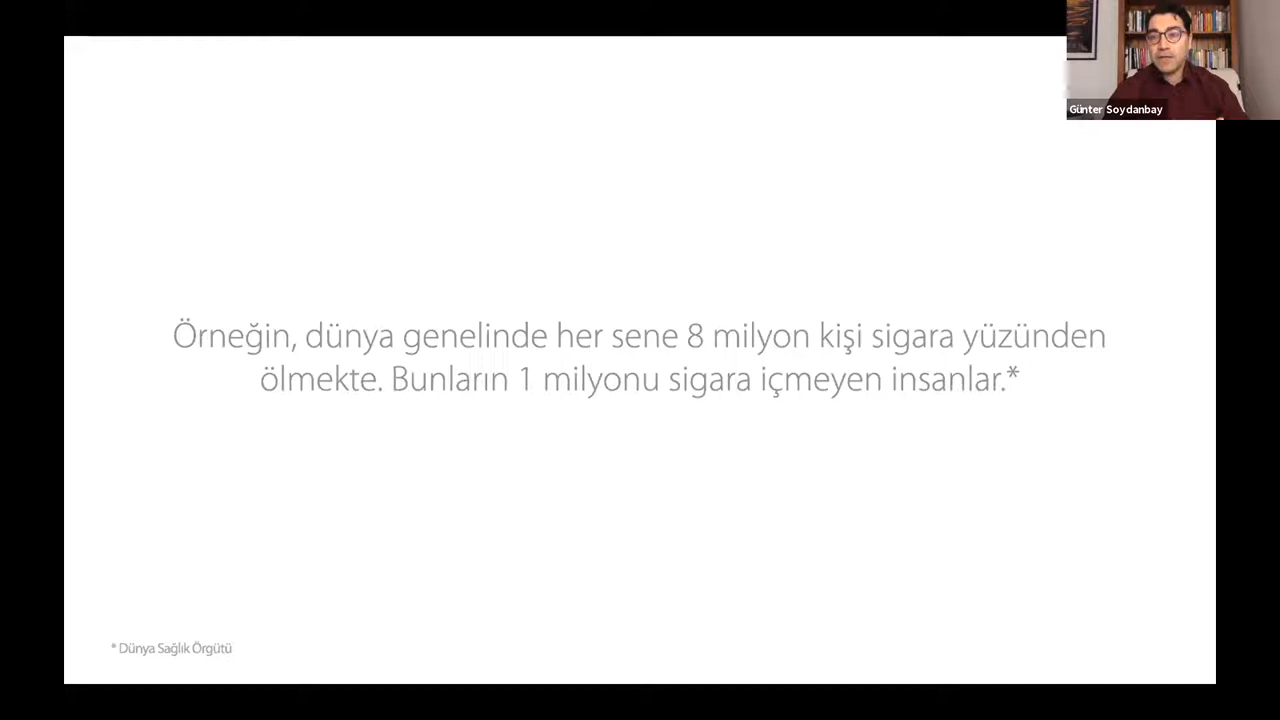 Günter Soydanbay
Örneğin, dünya genelinde her sene 8 milyon kişi sigara yüzünden
ölmekte. Bunların 1 milyonu sigara içmeyen insanlar.*
* Dünya Sağlık Örgütü